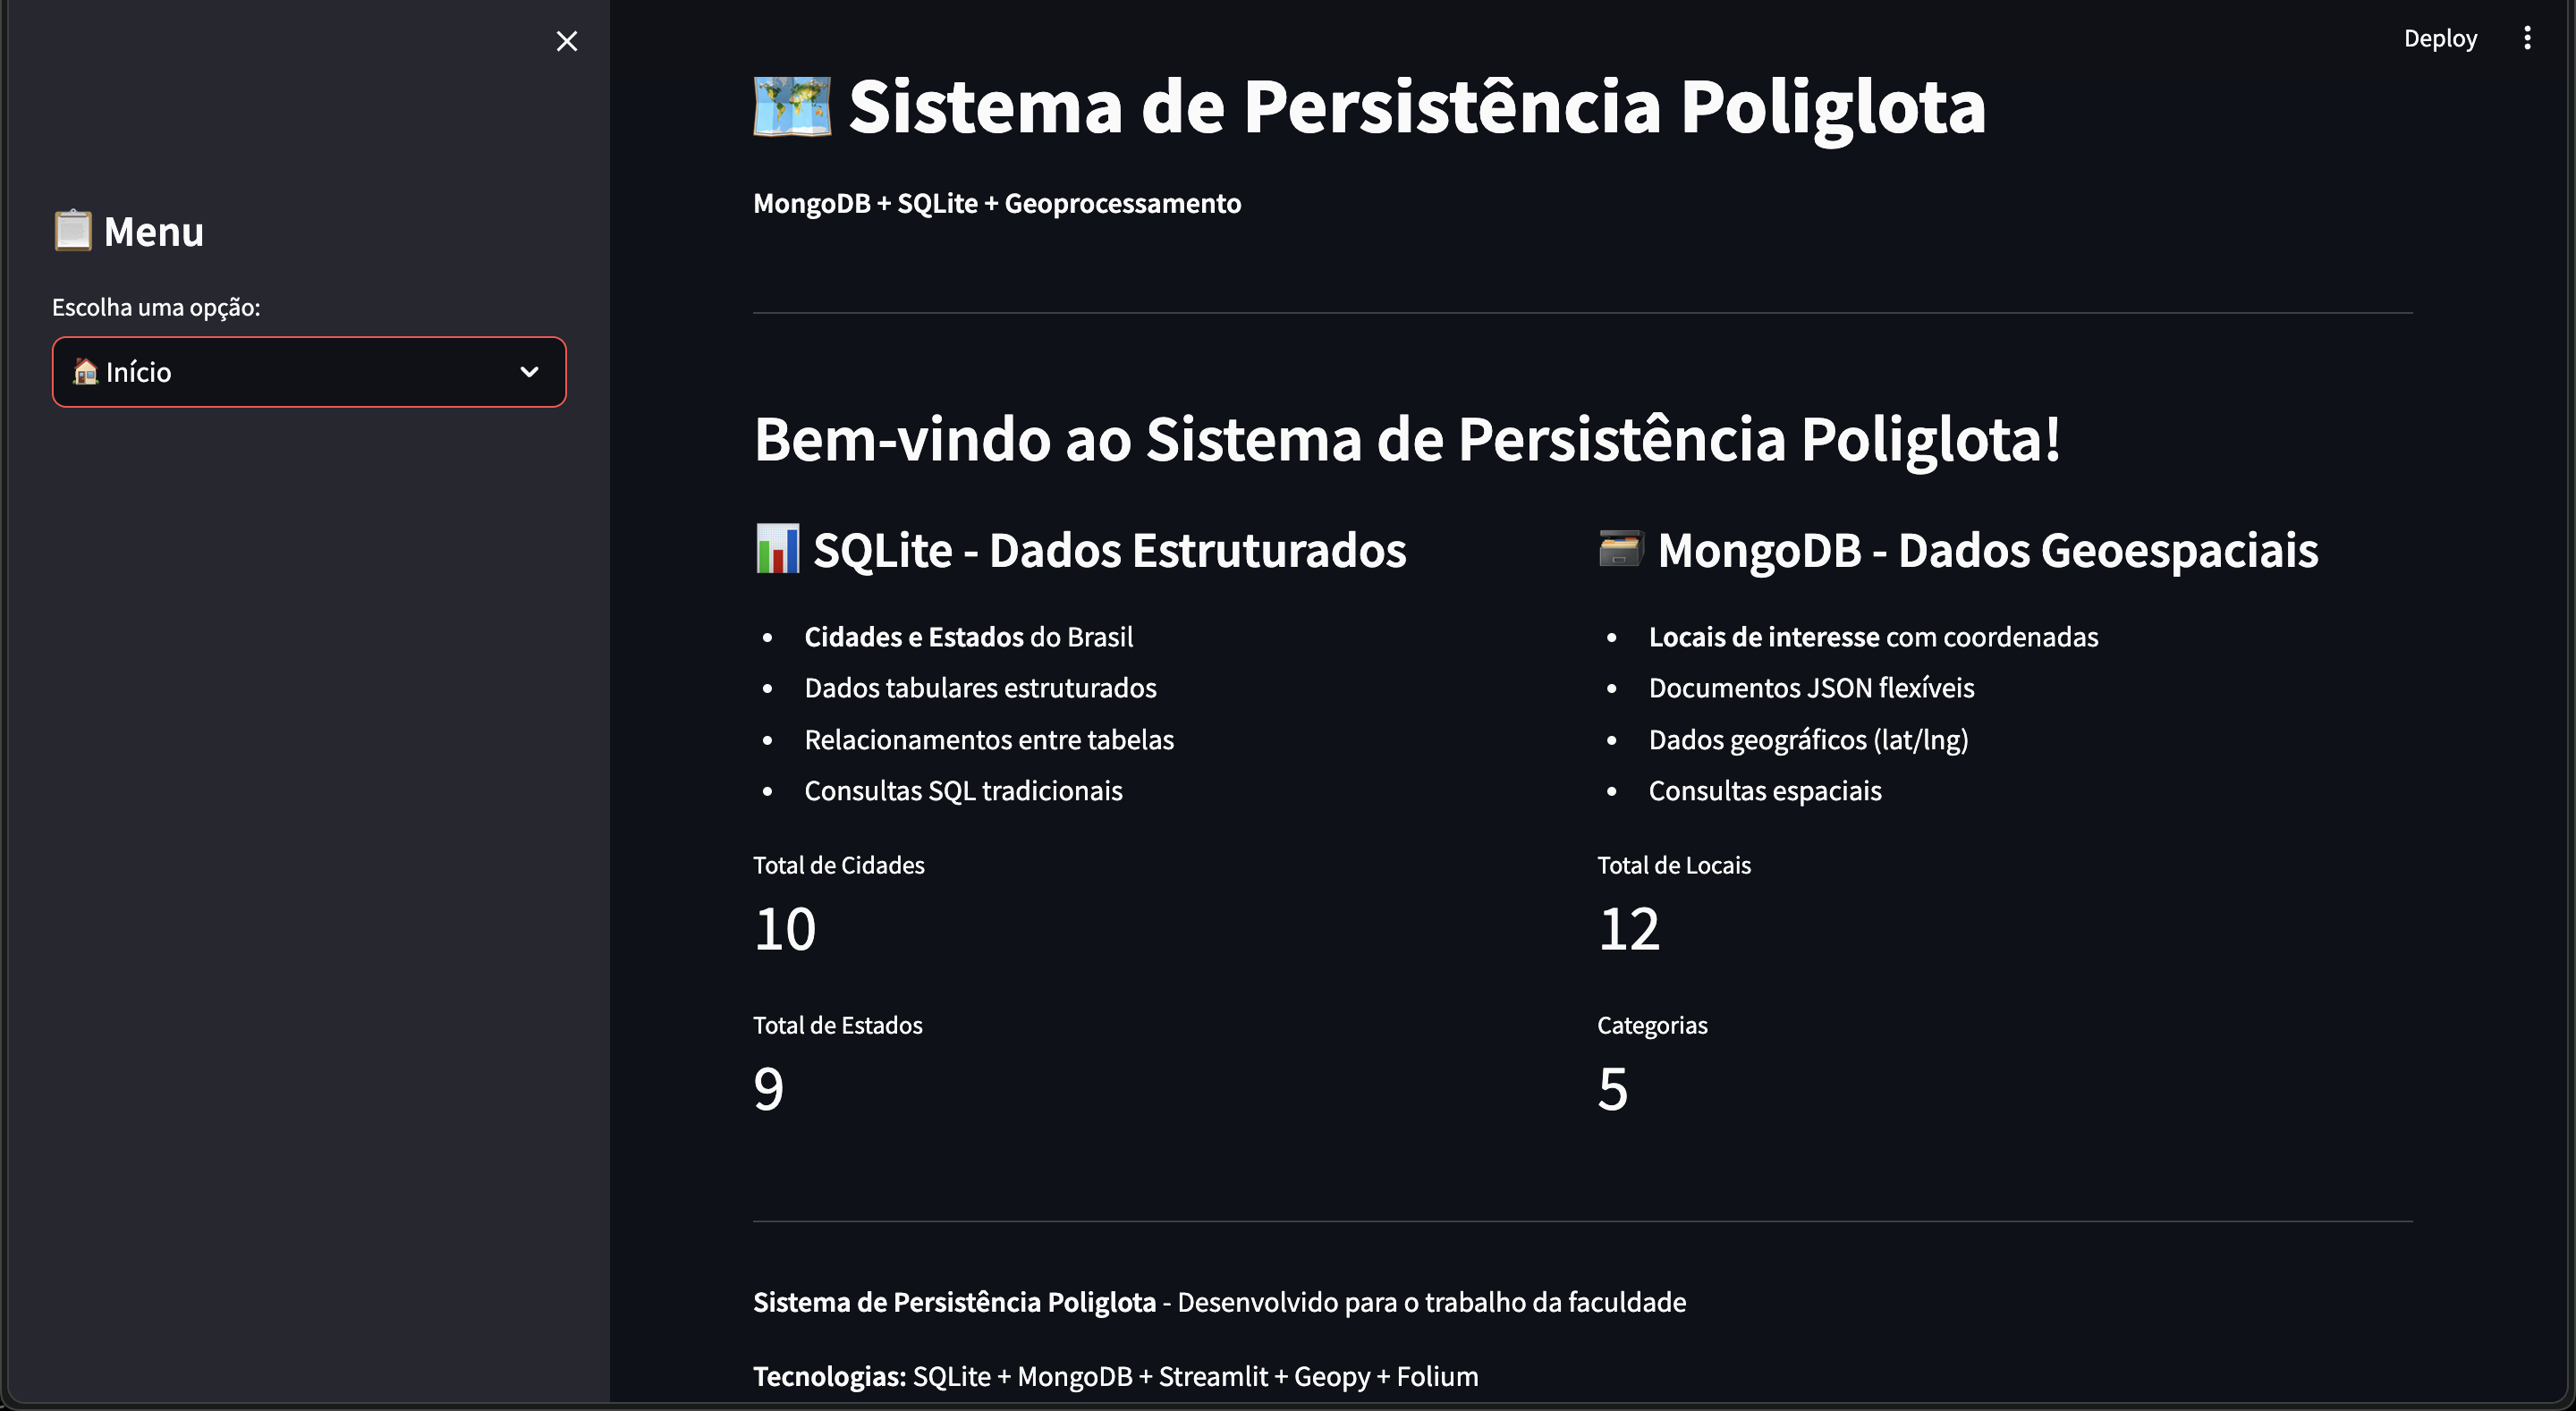 Deploy
Menu
Escolha uma opção:
Início
Sistema de Persistência Poliglota
MongoDB + SQLite + Geoprocessamento
Bem-vindo ao Sistema de Persistência Poliglota!
SQLite - Dados Estruturados
Cidades e Estados do Brasil
Dados tabulares estruturados
Relacionamentos entre tabelas
Consultas SQL tradicionais
Total de Cidades
10
Total de Estados
9
MongoDB - Dados Geoespaciais
Locais de interesse com coordenadas
Documentos JSON flexíveis
Dados geográficos (lat/lng)
Consultas espaciais
Total de Locais
12
Categorias
5
Sistema de Persistência Poliglota - Desenvolvido para o trabalho da faculdade
Tecnologias: SQLite + MongoDB + Streamlit + Geopy + Folium